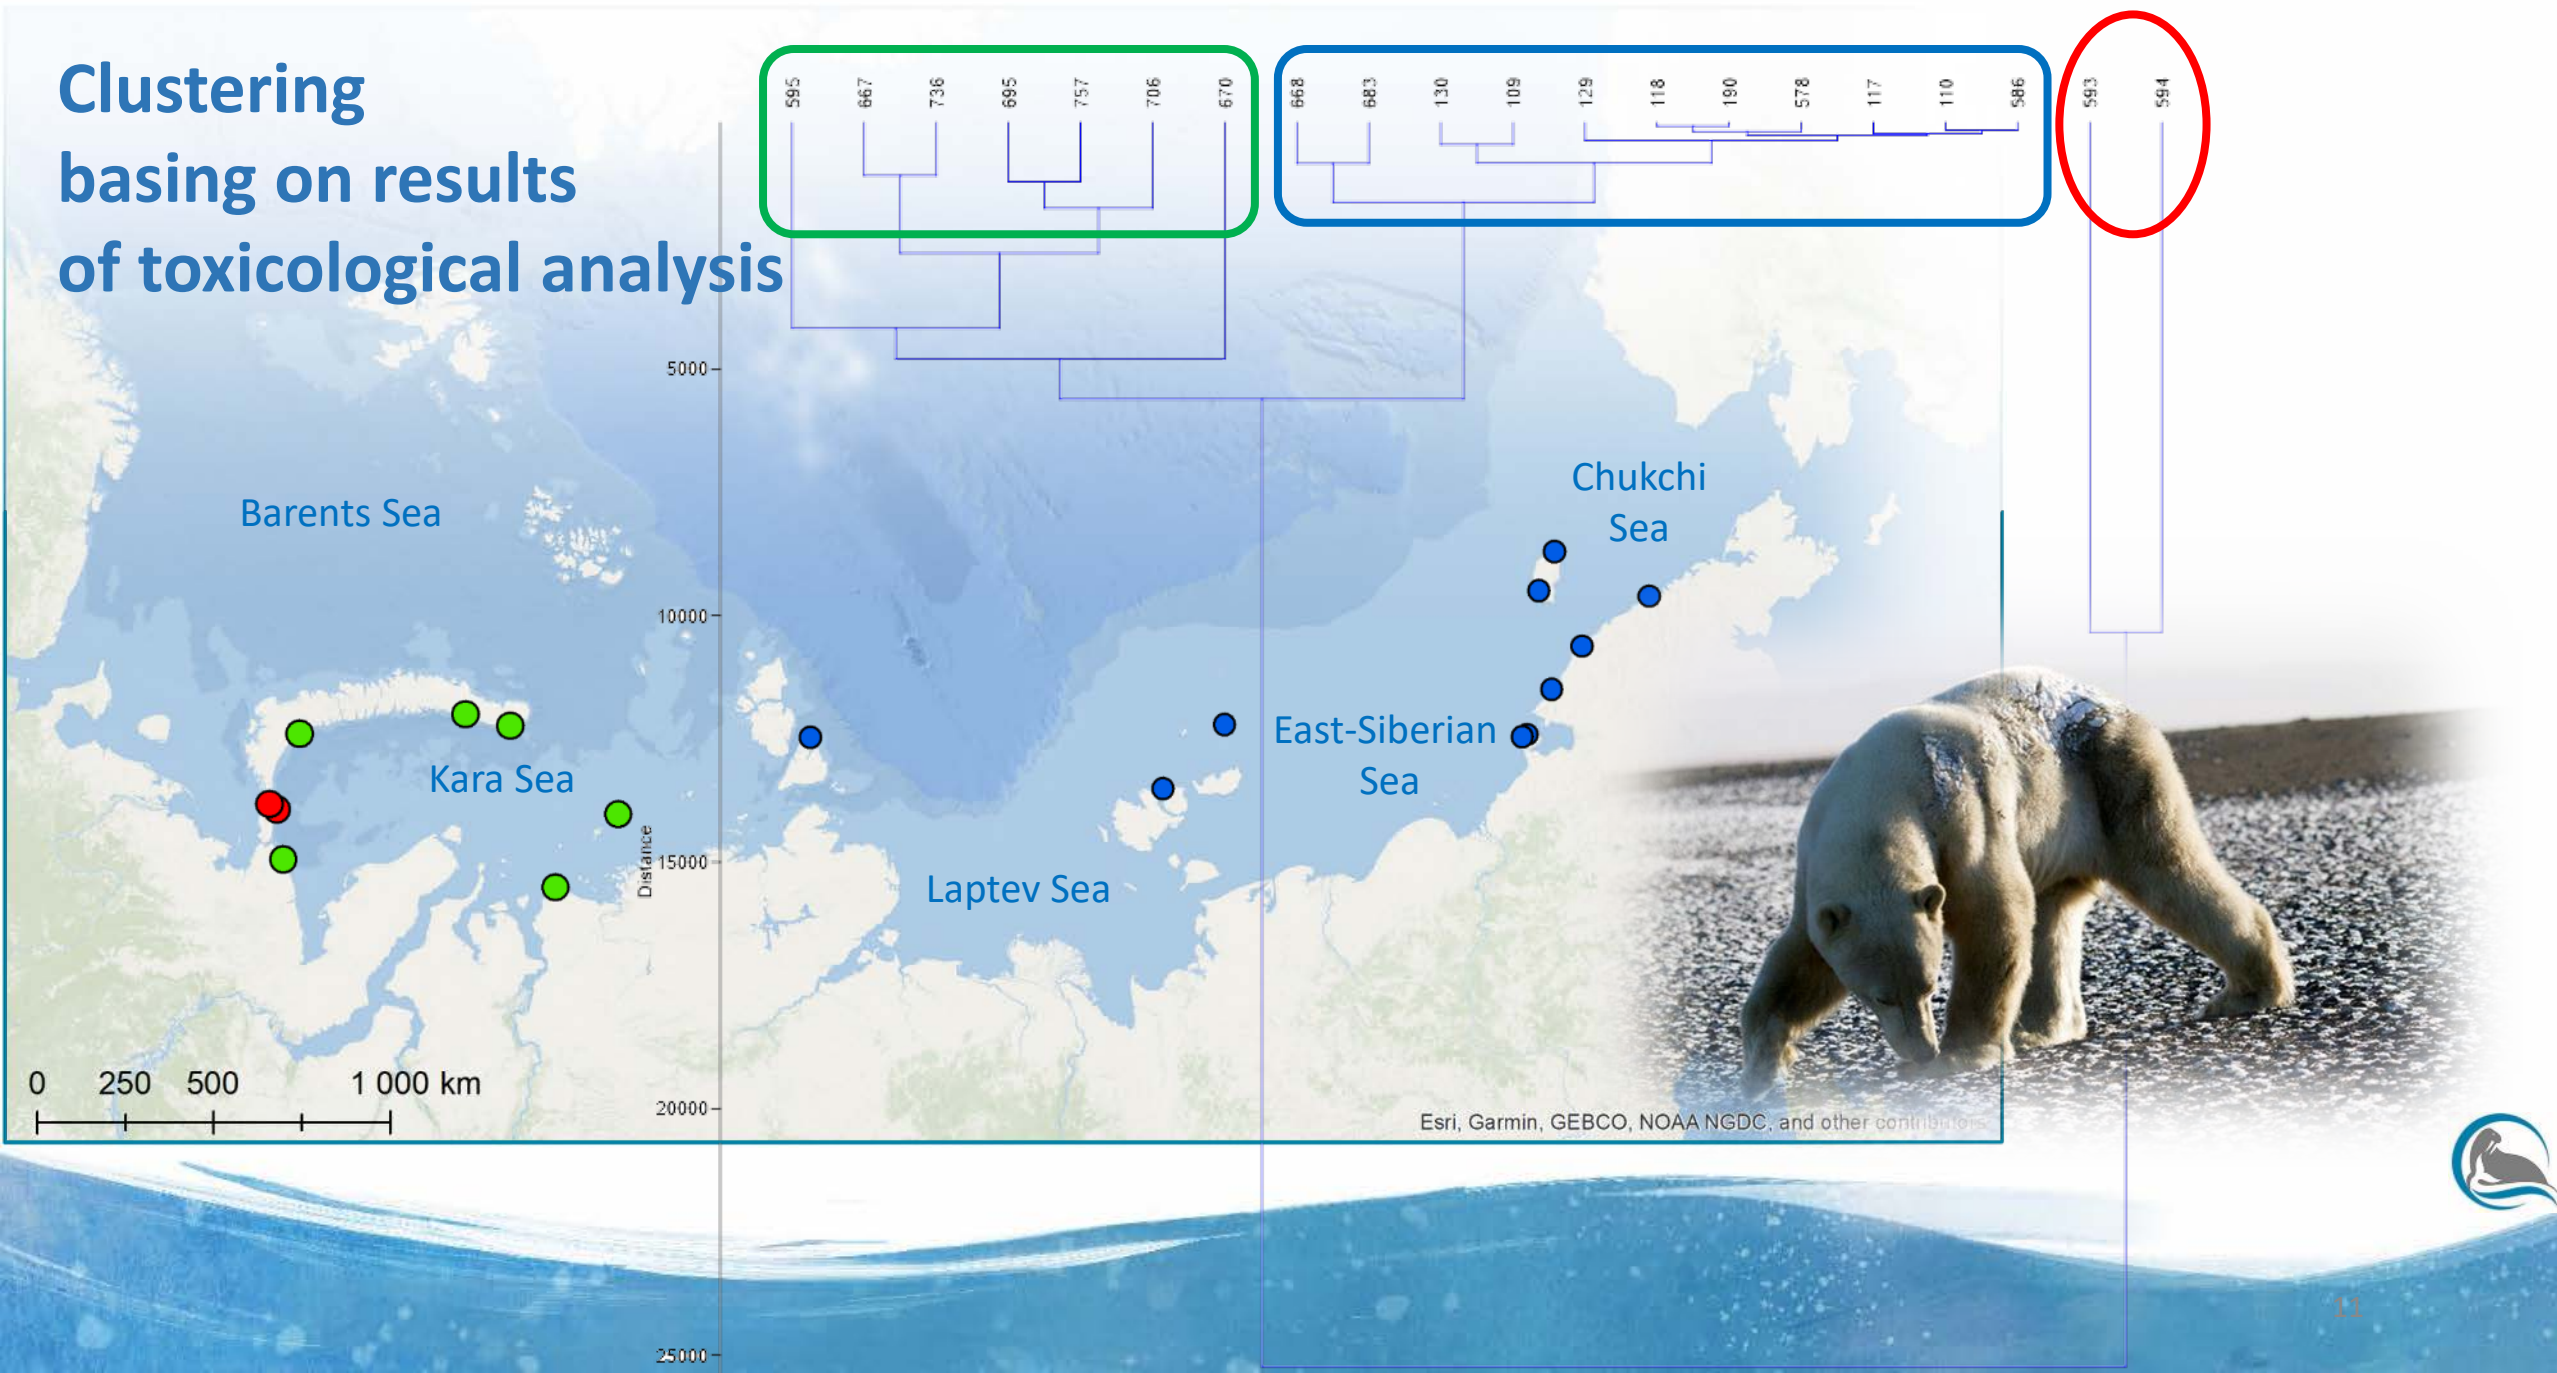 Clustering
basing on results
of toxicological analysis
595 667 736 695 757 706 670 668 683 130 109 129 118 190 578 117 110 586 593 594
5000
Chukchi
Sea
Barents Sea
10000
East-Siberian
Sea
Kara Sea
Distance
15000
Laptev Sea
0 250 500 1 000 km
20000
Esri, Garmin, GEBCO, NOAA NGDC, and other contributors
11
25000